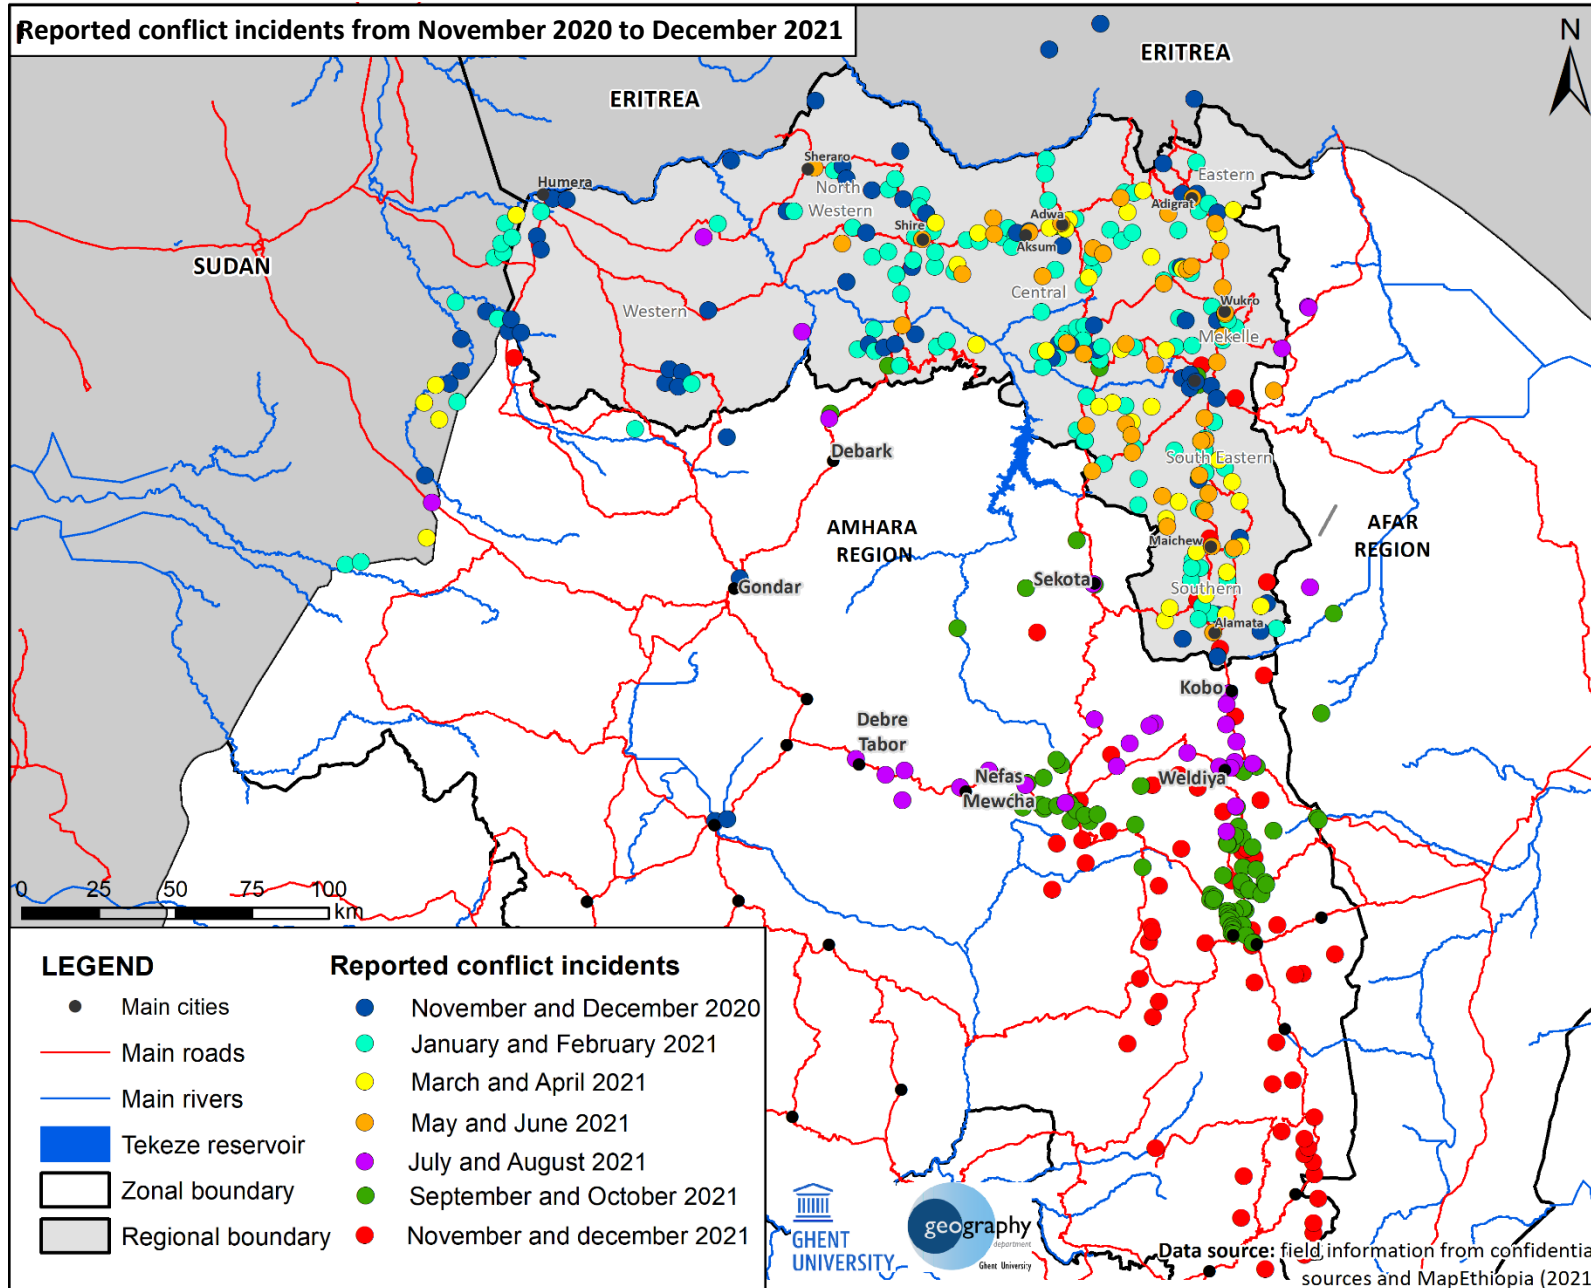 Reported conflict incidents from November 2020 to December 2021
N
ERITREA
ERITREA
Sheraro
Eastern
Humera
North
Western
Adigrat
Adwa
Shire
Aksum
SUDAN
Central
Western
Wukro
Mekelle
Debark
South Eastern
AMHARA
REGION
AFAR
REGION
Maichew
Sekota
Gondar
Southern
Alamata
Kobo
Debre
Tabor
Nefas
Mewcha
Weldiya
0 25 50 75 100
km
LEGEND
Main cities
Main roads
Main rivers
Tekeze reservoir
Zonal boundary
Regional boundary
Reported conflict incidents
November and December 2020
January and February 2021
March and April 2021
May and June 2021
July and August 2021
September and October 2021
November and december 2021
GHENT
UNIVERSITY
geography
department
Ghent University
Data source: field information from confidentia
sources and MapEthiopia (2021